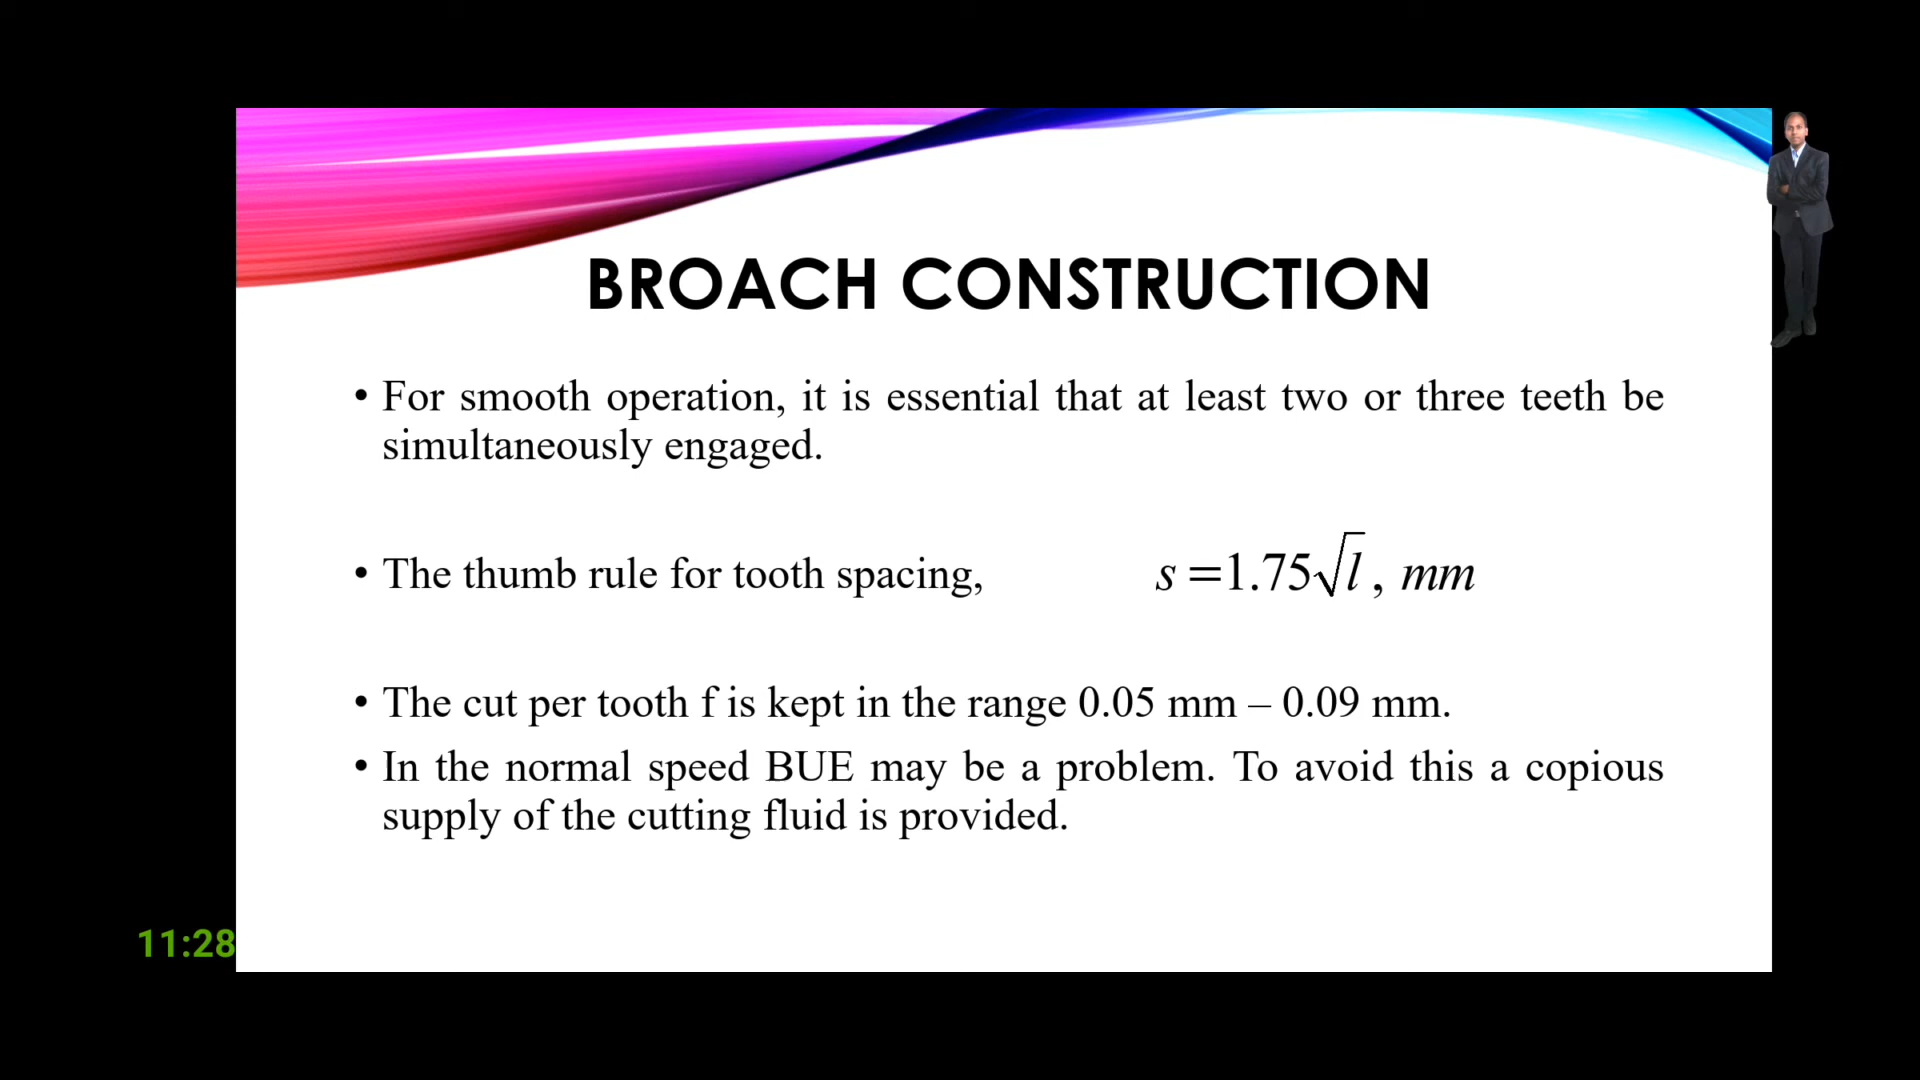 BROACH CONSTRUCTION
• For smooth operation, it is essential that at least two or three teeth be
simultaneously engaged.
• The thumb rule for tooth spacing, s = 1.75√l , mm
• The cut per tooth f is kept in the range 0.05 mm – 0.09 mm.
• In the normal speed BUE may be a problem. To avoid this a copious
supply of the cutting fluid is provided.
11:28